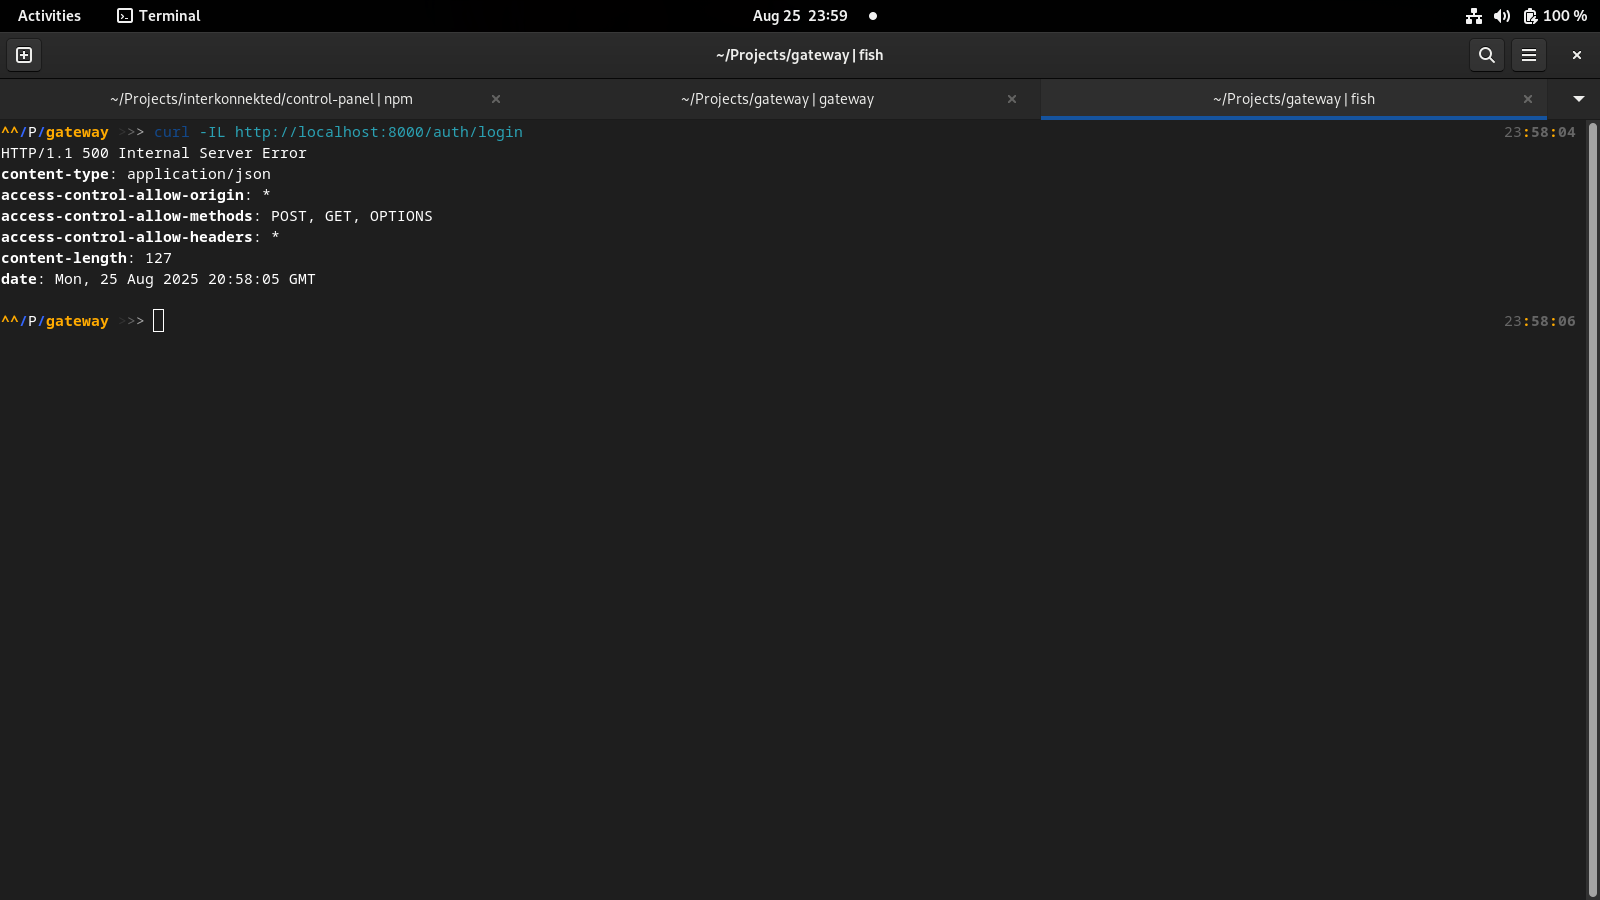 Activities Terminal Aug 25 23:59 100 %
~/Projects/gateway | fish
~/Projects/interkonnekted/control-panel | npm ~/Projects/gateway | gateway ~/Projects/gateway | fish
^^/P/gateway >>> curl -IL http://localhost:8000/auth/login 23:58:04
HTTP/1.1 500 Internal Server Error
content-type: application/json
access-control-allow-origin: *
access-control-allow-methods: POST, GET, OPTIONS
access-control-allow-headers: *
content-length: 127
date: Mon, 25 Aug 2025 20:58:05 GMT
^^/P/gateway >>> 23:58:06